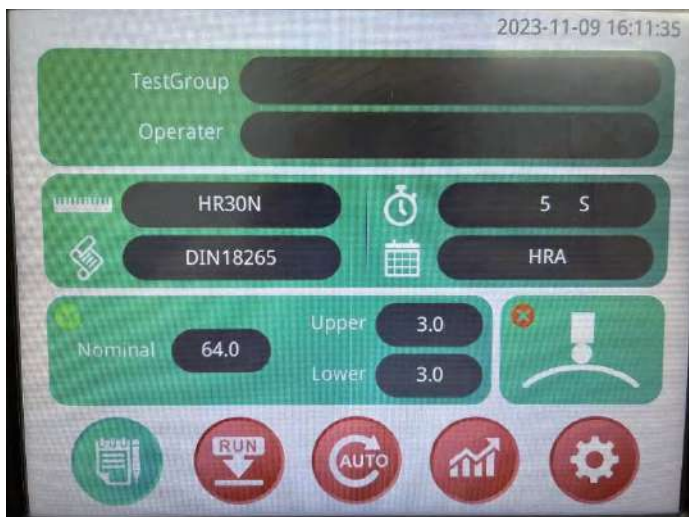 2023-11-09 16:11:35
TestGroup
Operater
HR30N
5 S
DIN18265
HRA
Nominal 64.0
Upper 3.0
Lower 3.0
RUN
AUTO